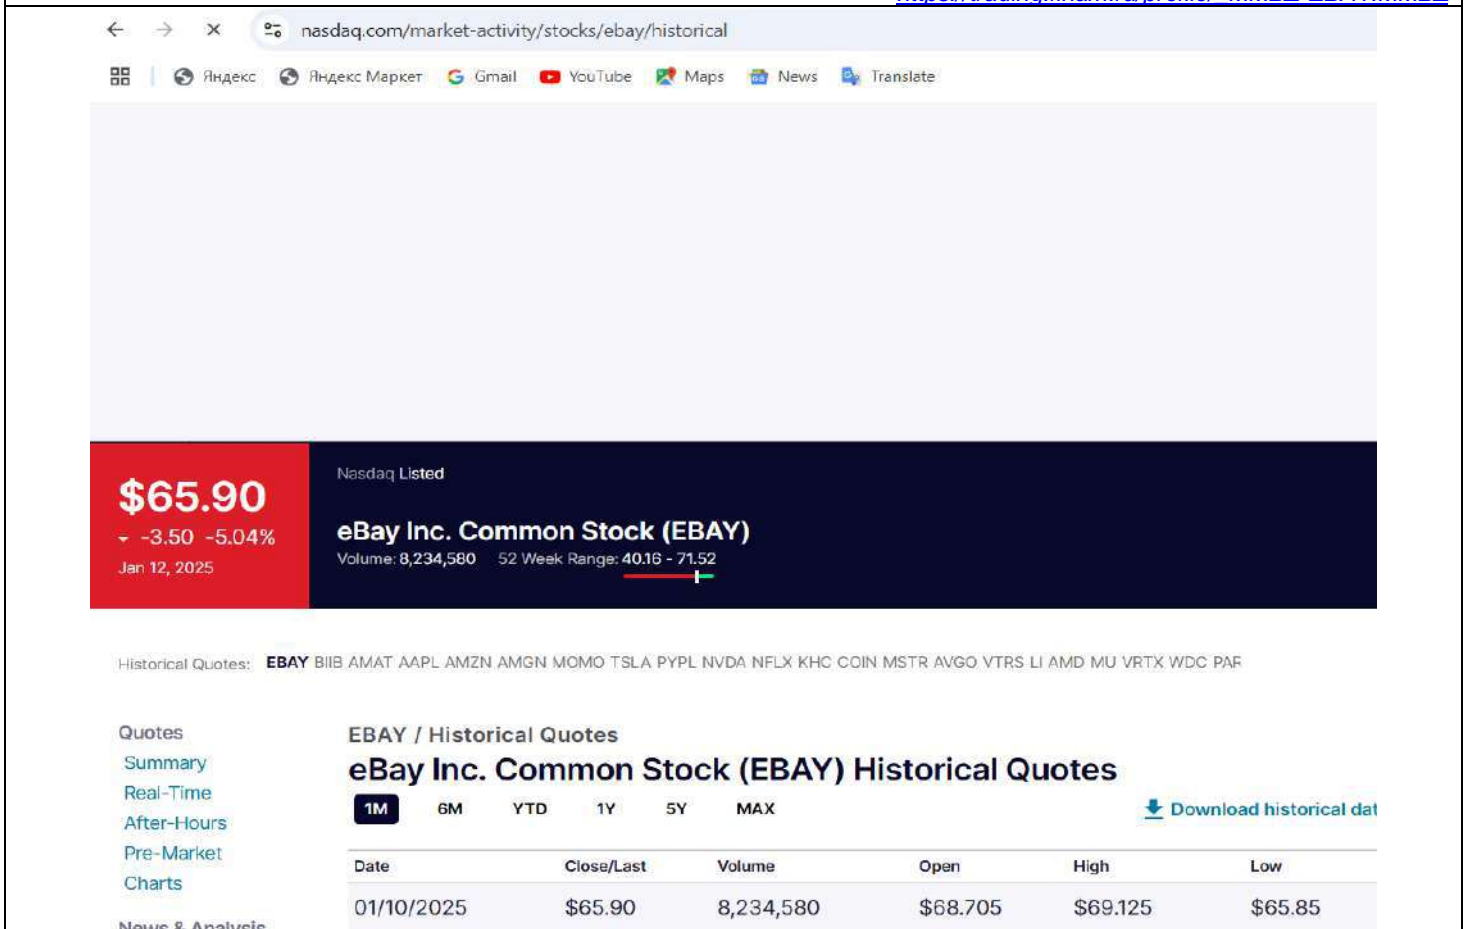 nasdaq.com/market-activity/stocks/ebay/historical
Яндекс Яндекс Маркет Gmail YouTube Maps News Translate
$65.90
-3.50 -5.04%
Jan 12, 2025
Nasdaq Listed
eBay Inc. Common Stock (EBAY)
Volume: 8,234,580 52 Week Range: 40.16 - 71.52
Historical Quotes: EBAY BIIB AMAT AAPL AMZN AMGN MOMO TSLA PYPL NVDA NFLX KHC COIN MSTR AVGO VTRS LI AMD MU VRTX WDC PAR
Quotes
Summary
Real-Time
After-Hours
Pre-Market
Charts
News & Analysis
EBAY / Historical Quotes
eBay Inc. Common Stock (EBAY) Historical Quotes
1M 6M YTD 1Y 5Y MAX
Download historical dat
Date Close/Last Volume Open High Low
01/10/2025 $65.90 8,234,580 $68.705 $69.125 $65.85